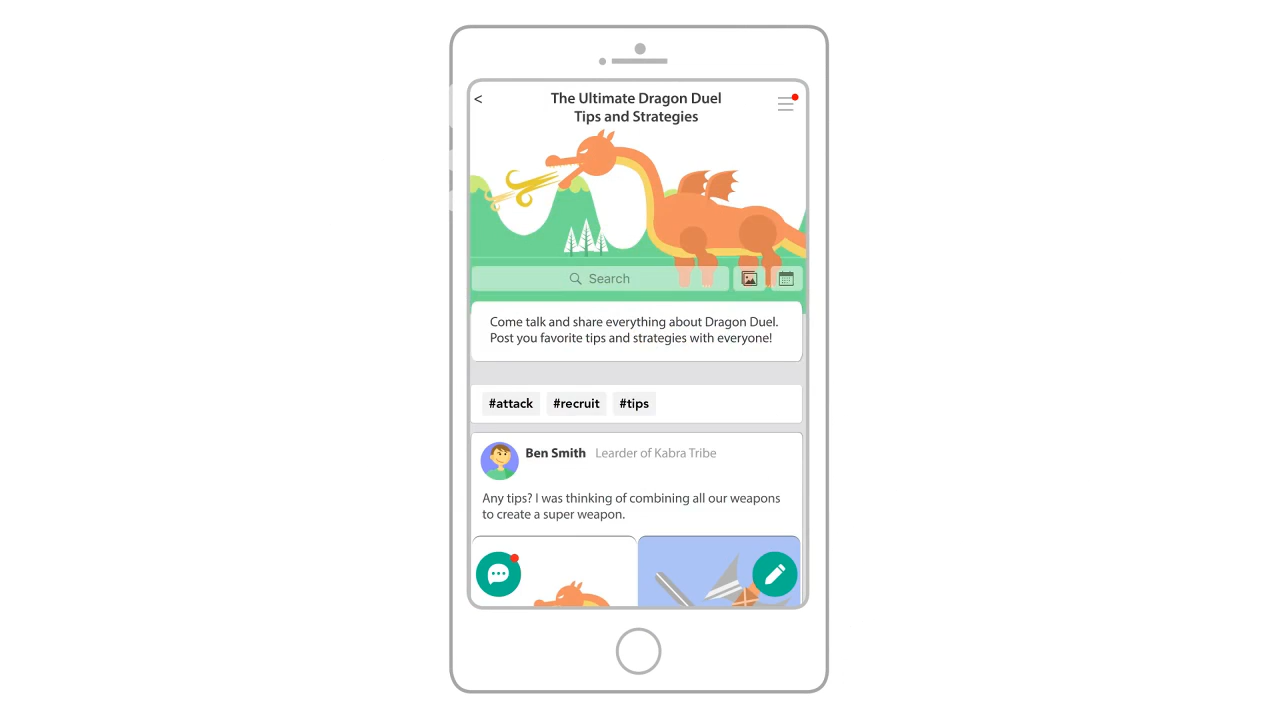 <
The Ultimate Dragon Duel
Tips and Strategies
Search
Come talk and share everything about Dragon Duel.
Post you favorite tips and strategies with everyone!
#attack #recruit #tips
Ben Smith Learder of Kabra Tribe
Any tips? I was thinking of combining all our weapons
to create a super weapon.